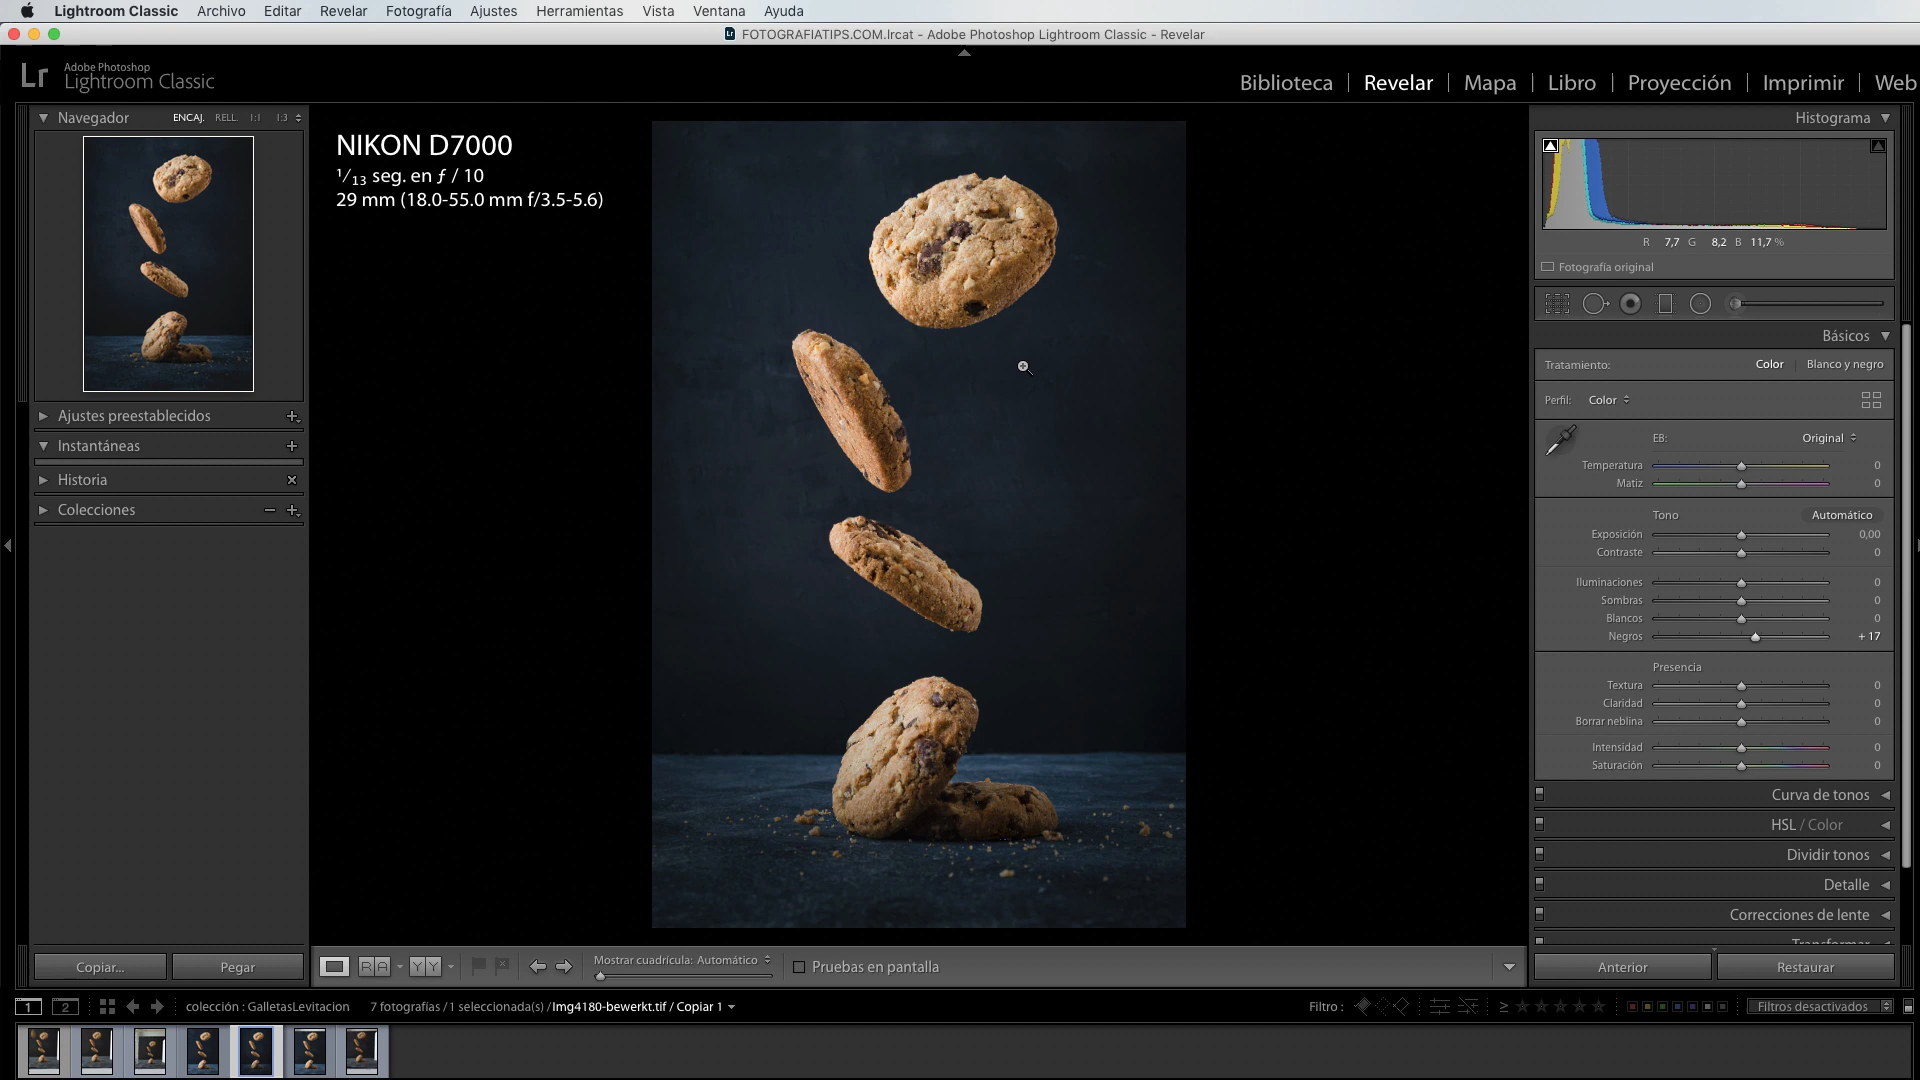 Lightroom Classic Archivo Editar Revelar Fotografía Ajustes Herramientas Vista Ventana Ayuda
Lr FOTOGRAFIATIPS.COM.lrcat - Adobe Photoshop Lightroom Classic - Revelar
Lr Adobe Photoshop
Lightroom Classic
Biblioteca | Revelar | Mapa | Libro | Proyección | Imprimir | Web
Navegador ENCAJ. RELL. 1:1 1:3
Ajustes preestablecidos
Instantáneas
Historia
Colecciones
Copiar... Pegar
NIKON D7000
1/13 seg. en ƒ / 10
29 mm (18.0-55.0 mm f/3.5-5.6)
Mostrar cuadrícula: Automático
R A Y Y
Pruebas en pantalla
Histograma
R 7,7 G 8,2 B 11,7 %
Fotografía original
Básicos
Tratamiento: Color | Blanco y negro
Perfil: Color
EB: Original
Temperatura 0
Matiz 0
Tono Automático
Exposición 0,00
Contraste 0
Iluminaciones 0
Sombras 0
Blancos 0
Negros + 17
Presencia
Textura 0
Claridad 0
Borrar neblina 0
Intensidad 0
Saturación 0
Curva de tonos
HSL / Color
Dividir tonos
Detalle
Correcciones de lente
Transformar
Anterior Restaurar
1 2 colección : GalletasLevitacion 7 fotografías / 1 seleccionada(s) / Img4180-bewerkt.tif / Copiar 1
Filtro : ≥ Filtros desactivados